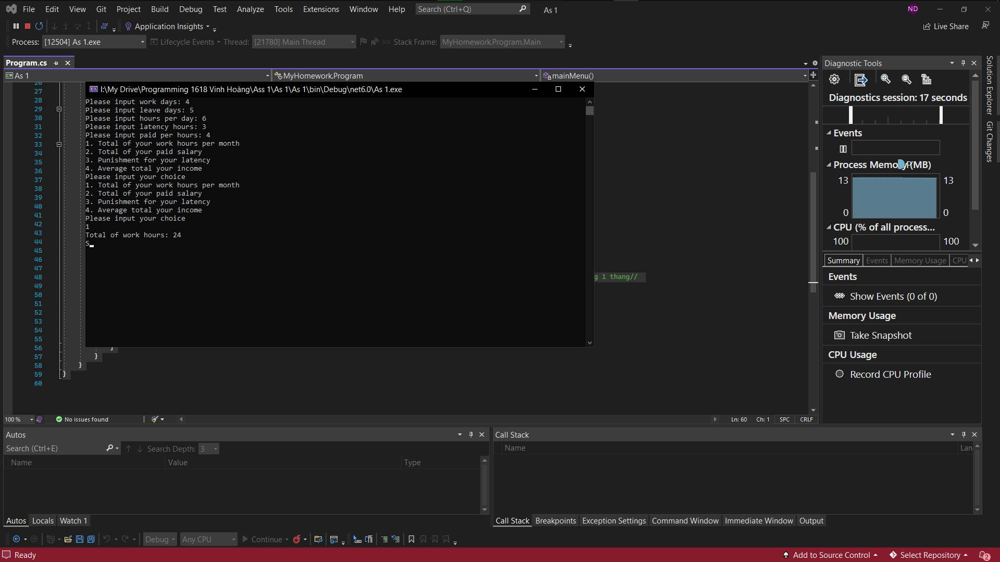 File Edit View Git Project Build Debug Test Analyze Tools Extensions Window Help Search (Ctrl+Q) As 1 ND
Application Insights Live Share
Process: [12504] As 1.exe Lifecycle Events Thread: [21780] Main Thread Stack Frame: MyHomework.Program.Main
Program.cs
C# As 1 MyHomework.Program mainMenu()
I:\My Drive\Programming 1618 Vinh Hoàng\Ass 1\As 1\As 1\bin\Debug\net6.0\As 1.exe
Please input work days: 4
Please input leave days: 5
Please input hours per day: 6
Please input latency hours: 3
Please input paid per hours: 4
1. Total of your work hours per month
2. Total of your paid salary
3. Punishment for your latency
4. Average total your income
Please input your choice
1. Total of your work hours per month
2. Total of your paid salary
3. Punishment for your latency
4. Average total your income
Please input your choice
1
Total of work hours: 24
S
26
27
28
29
30
31
32
33
34
35
36
37
38
39
40
41
42
43
44
45
46
47
48 g 1 thang//
49
50
51
52
53
54
55
56 }
57 }
58 }
59 }
60
100 % No issues found Ln: 60 Ch: 1 SPC CRLF
Diagnostic Tools
Diagnostics session: 17 seconds
Events
Process Memory (MB)
13 13
0 0
CPU (% of all process...
100 100
Summary Events Memory Usage CPU
Events
Show Events (0 of 0)
Memory Usage
Take Snapshot
CPU Usage
Record CPU Profile
Solution Explorer
Git Changes
Autos
Search (Ctrl+E) Search Depth: 3
Name Value Type
Autos Locals Watch 1
Call Stack
Name Lan
Call Stack Breakpoints Exception Settings Command Window Immediate Window Output
Debug Any CPU Continue
Ready Add to Source Control Select Repository 2